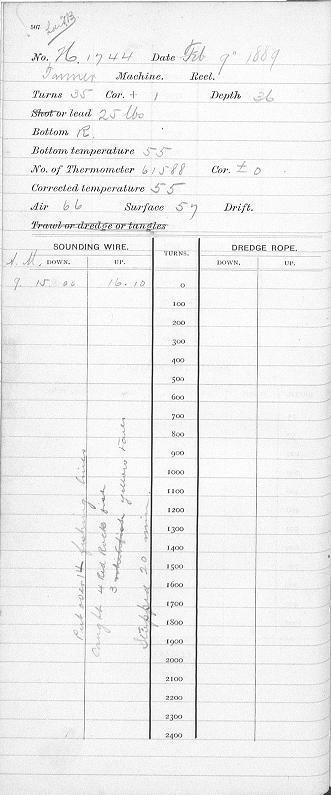 507
No. H. 1744 Date Feb 9" 1889
Tanner Machine. Reel.
Turns 35 Cor. + 1 Depth 36
Shot or lead 25 lbs
Bottom R.
Bottom temperature 55
No. of Thermometer 61588 Cor. ± 0
Corrected temperature 55
Air 66 Surface 57 Drift.
Trawl or dredge or tangles
SOUNDING WIRE. TURNS. DREDGE ROPE.
A. M. DOWN. UP. DOWN. UP.
9. 15. 00 16. 10 0
100
200
300
400
500
600
700
800
900
1000
1100
1200
1300
1400
1500
1600
1700
1800
1900
2000
2100
2200
2300
2400
Put over 14 fishing lines
Caught 4 Red Rock fish
3 yellow
Stopped 20 min.